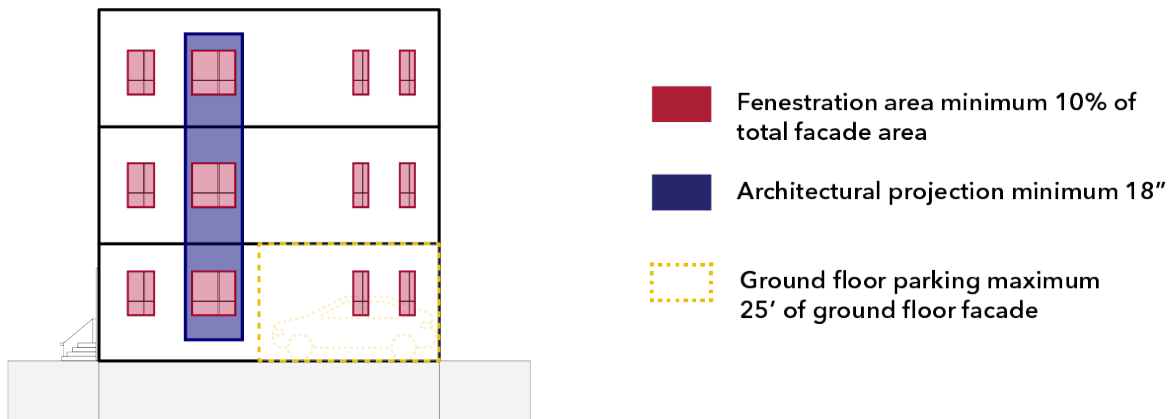 Fenestration area minimum 10% of
total facade area
Architectural projection minimum 18”
Ground floor parking maximum
25’ of ground floor facade